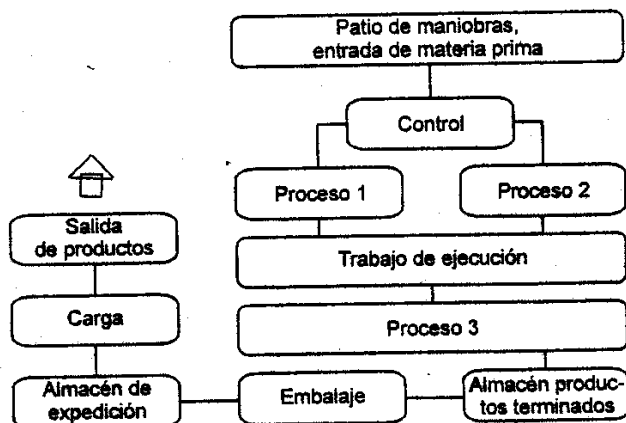 Patio de maniobras,
entrada de materia prima
Control
Proceso 1
Proceso 2
Trabajo de ejecución
Proceso 3
Almacén produc-
tos terminados
Embalaje
Almacén de
expedición
Carga
Salida
de productos